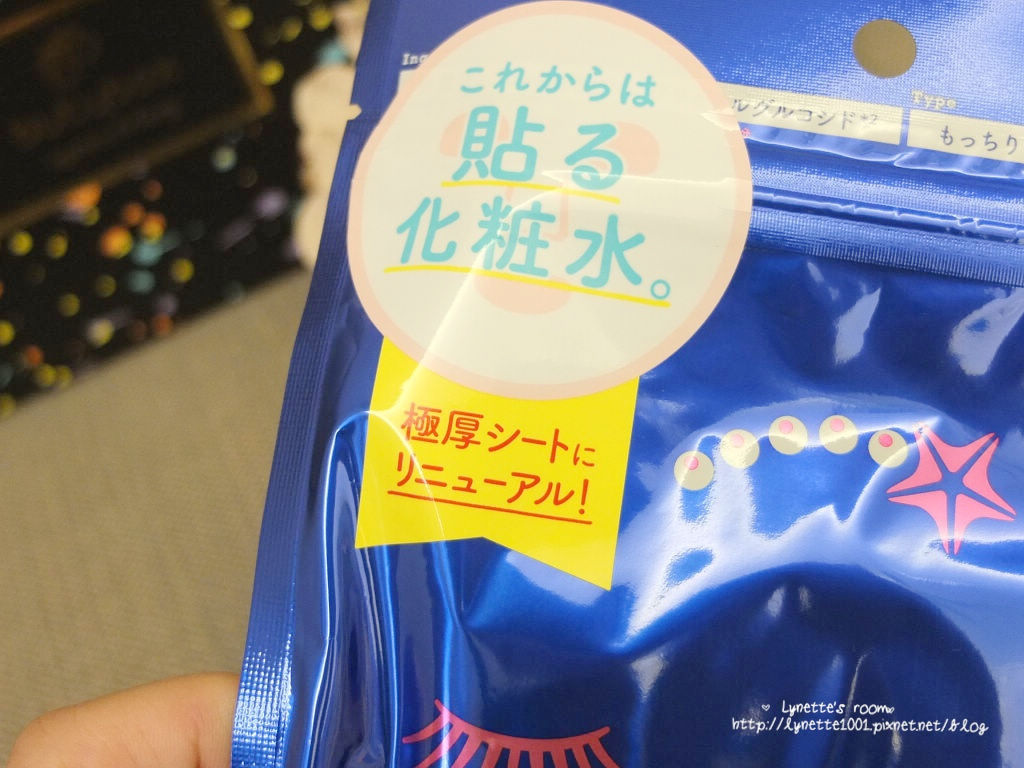 これからは
貼る
化粧水。
極厚シートに
リニューアル!
ルグルコシド*2
Type
もっちり
Lynette's room
http://lynette1001.pixnet.net/blog